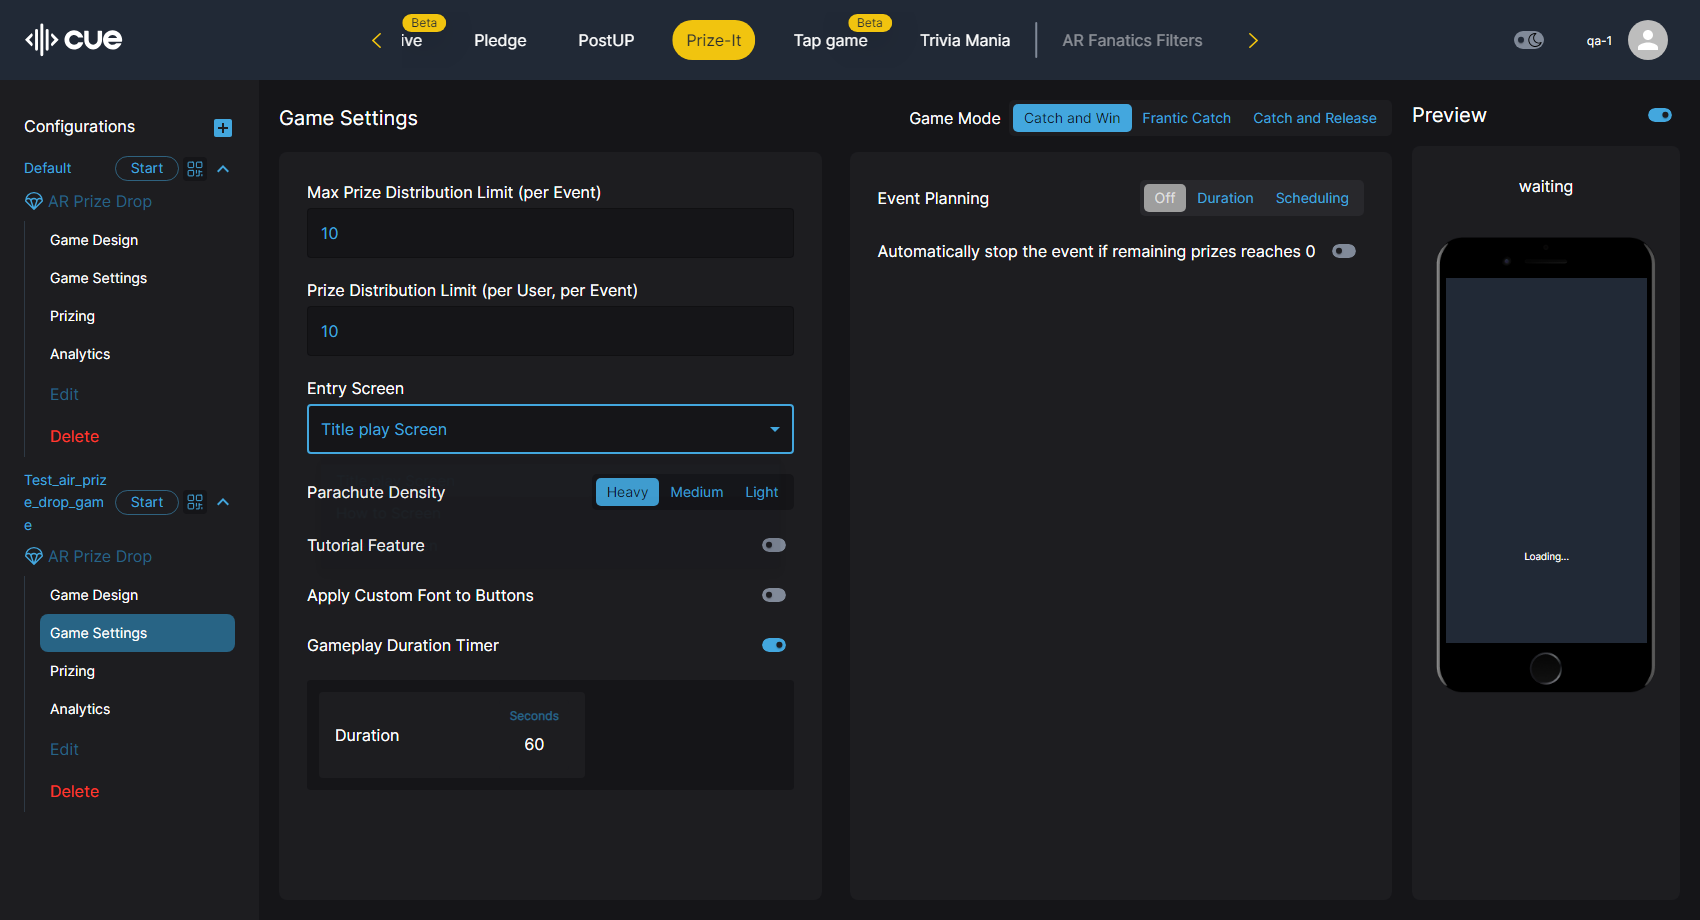 cue
Beta
ive
Pledge
PostUP
Prize-It
Beta
Tap game
Trivia Mania
AR Fanatics Filters
qa-1
Configurations
Default
Start
AR Prize Drop
Game Design
Game Settings
Prizing
Analytics
Edit
Delete
Test_air_priz
e_drop_gam
e
Start
AR Prize Drop
Game Design
Game Settings
Prizing
Analytics
Edit
Delete
Game Settings
Game Mode
Catch and Win
Frantic Catch
Catch and Release
Max Prize Distribution Limit (per Event)
10
Prize Distribution Limit (per User, per Event)
10
Entry Screen
Title play Screen
Parachute Density
Heavy
Medium
Light
How to Screen
Tutorial Feature
Apply Custom Font to Buttons
Gameplay Duration Timer
Duration
Seconds
60
Event Planning
Off
Duration
Scheduling
Automatically stop the event if remaining prizes reaches 0
Preview
waiting
Loading...